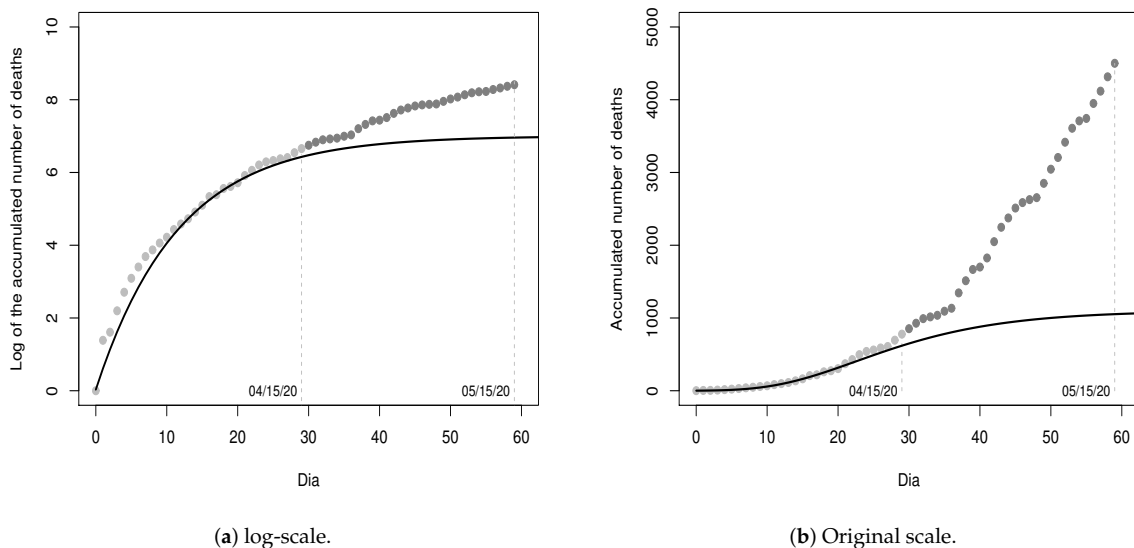 Log of the accumulated number of deaths
10
8
6
4
2
0
04/15/20
05/15/20
0 10 20 30 40 50 60
Dia
(a) log-scale.
Accumulated number of deaths
5000
4000
3000
2000
1000
0
04/15/20
05/15/20
0 10 20 30 40 50 60
Dia
(b) Original scale.